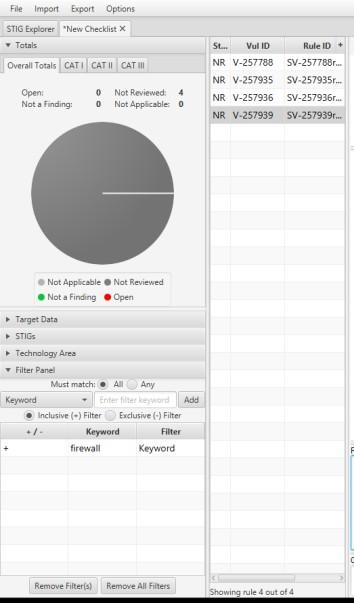 File Import Export Options
STIG Explorer *New Checklist ✕
Totals
Overall Totals CAT I CAT II CAT III
Open: 0 Not Reviewed: 4
Not a Finding: 0 Not Applicable: 0
Not Applicable Not Reviewed
Not a Finding Open
Target Data
STIGs
Technology Area
Filter Panel
Must match: All Any
Keyword Enter filter keyword Add
Inclusive (+) Filter Exclusive (-) Filter
+ / - Keyword Filter
+ firewall Keyword
Remove Filter(s) Remove All Filters
St... Vul ID Rule ID +
NR V-257788 SV-257788r...
NR V-257935 SV-257935r...
NR V-257936 SV-257936r...
NR V-257939 SV-257939r...
Showing rule 4 out of 4